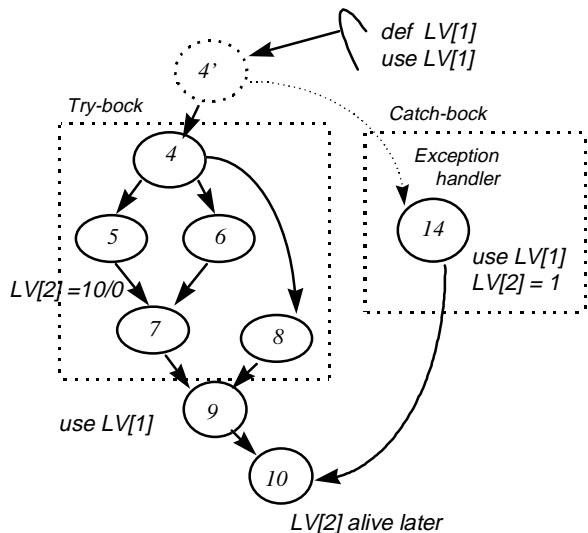 def LV[1]
use LV[1]
4’
Try-bock
Catch-bock
4
Exception
handler
5
6
14
use LV[1]
LV[2] = 1
LV[2] =10/0
7
8
9
use LV[1]
10
LV[2] alive later